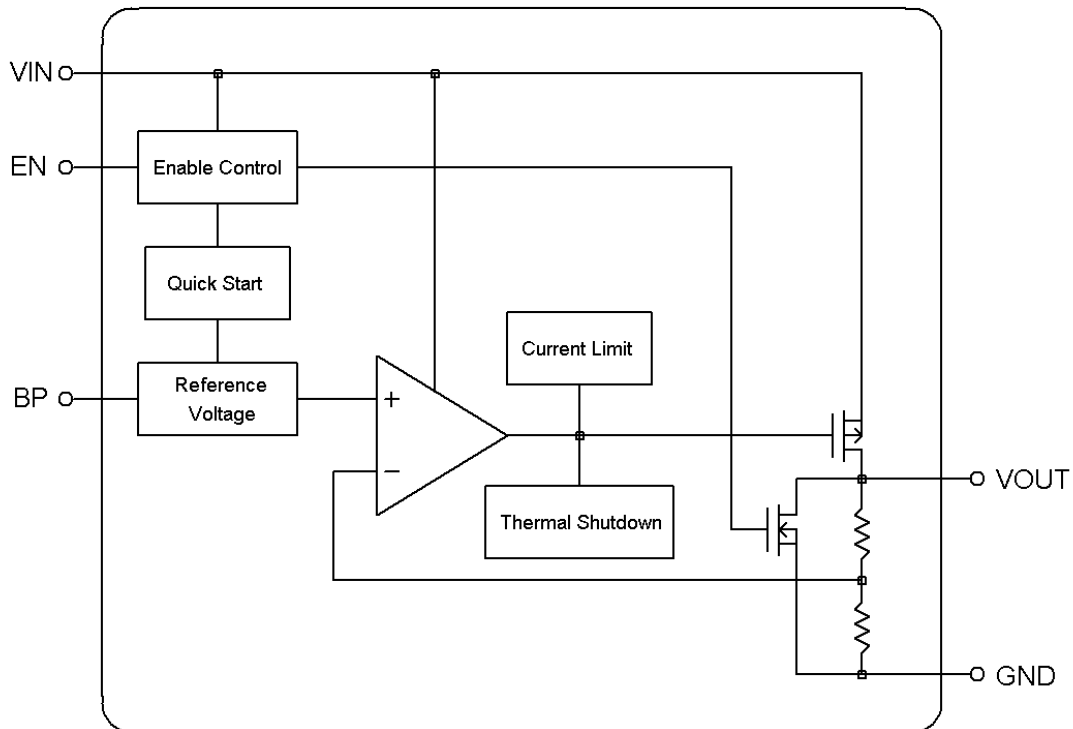 VIN
EN
Enable Control
Quick Start
Current Limit
BP
Reference
Voltage
+
−
VOUT
Thermal Shutdown
GND